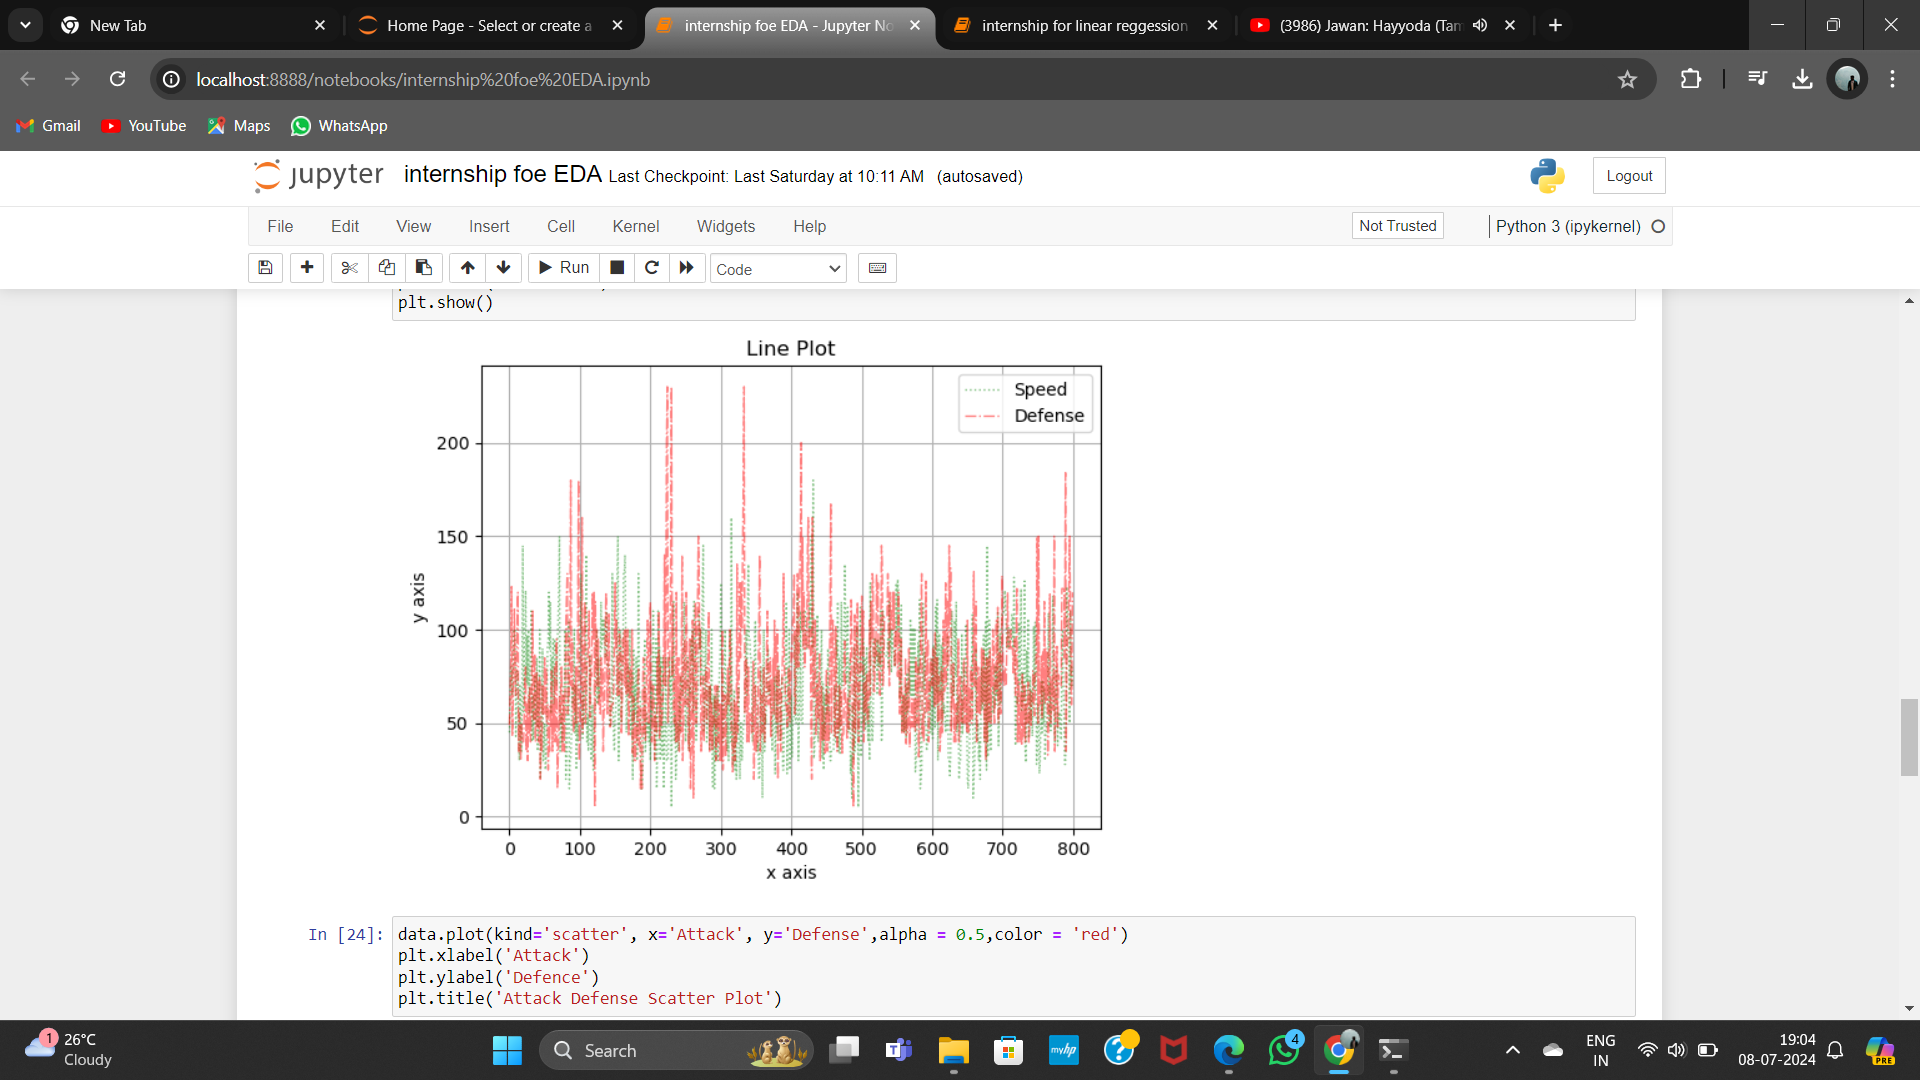 New Tab
Home Page - Select or create a
internship foe EDA - Jupyter No
internship for linear reggession
(3986) Jawan: Hayyoda (Tam
localhost:8888/notebooks/internship%20foe%20EDA.ipynb
Gmail
YouTube
Maps
WhatsApp
jupyter internship foe EDA Last Checkpoint: Last Saturday at 10:11 AM (autosaved)
Logout
File Edit View Insert Cell Kernel Widgets Help
Not Trusted
Python 3 (ipykernel)
Run
Code
plt.show()
Line Plot
Speed
Defense
200
150
100
50
0
y axis
0 100 200 300 400 500 600 700 800
x axis
In [24]:
data.plot(kind='scatter', x='Attack', y='Defense',alpha = 0.5,color = 'red')
plt.xlabel('Attack')
plt.ylabel('Defence')
plt.title('Attack Defense Scatter Plot')
1
26°C
Cloudy
Search
myhp
4
ENG
IN
19:04
08-07-2024
PRE